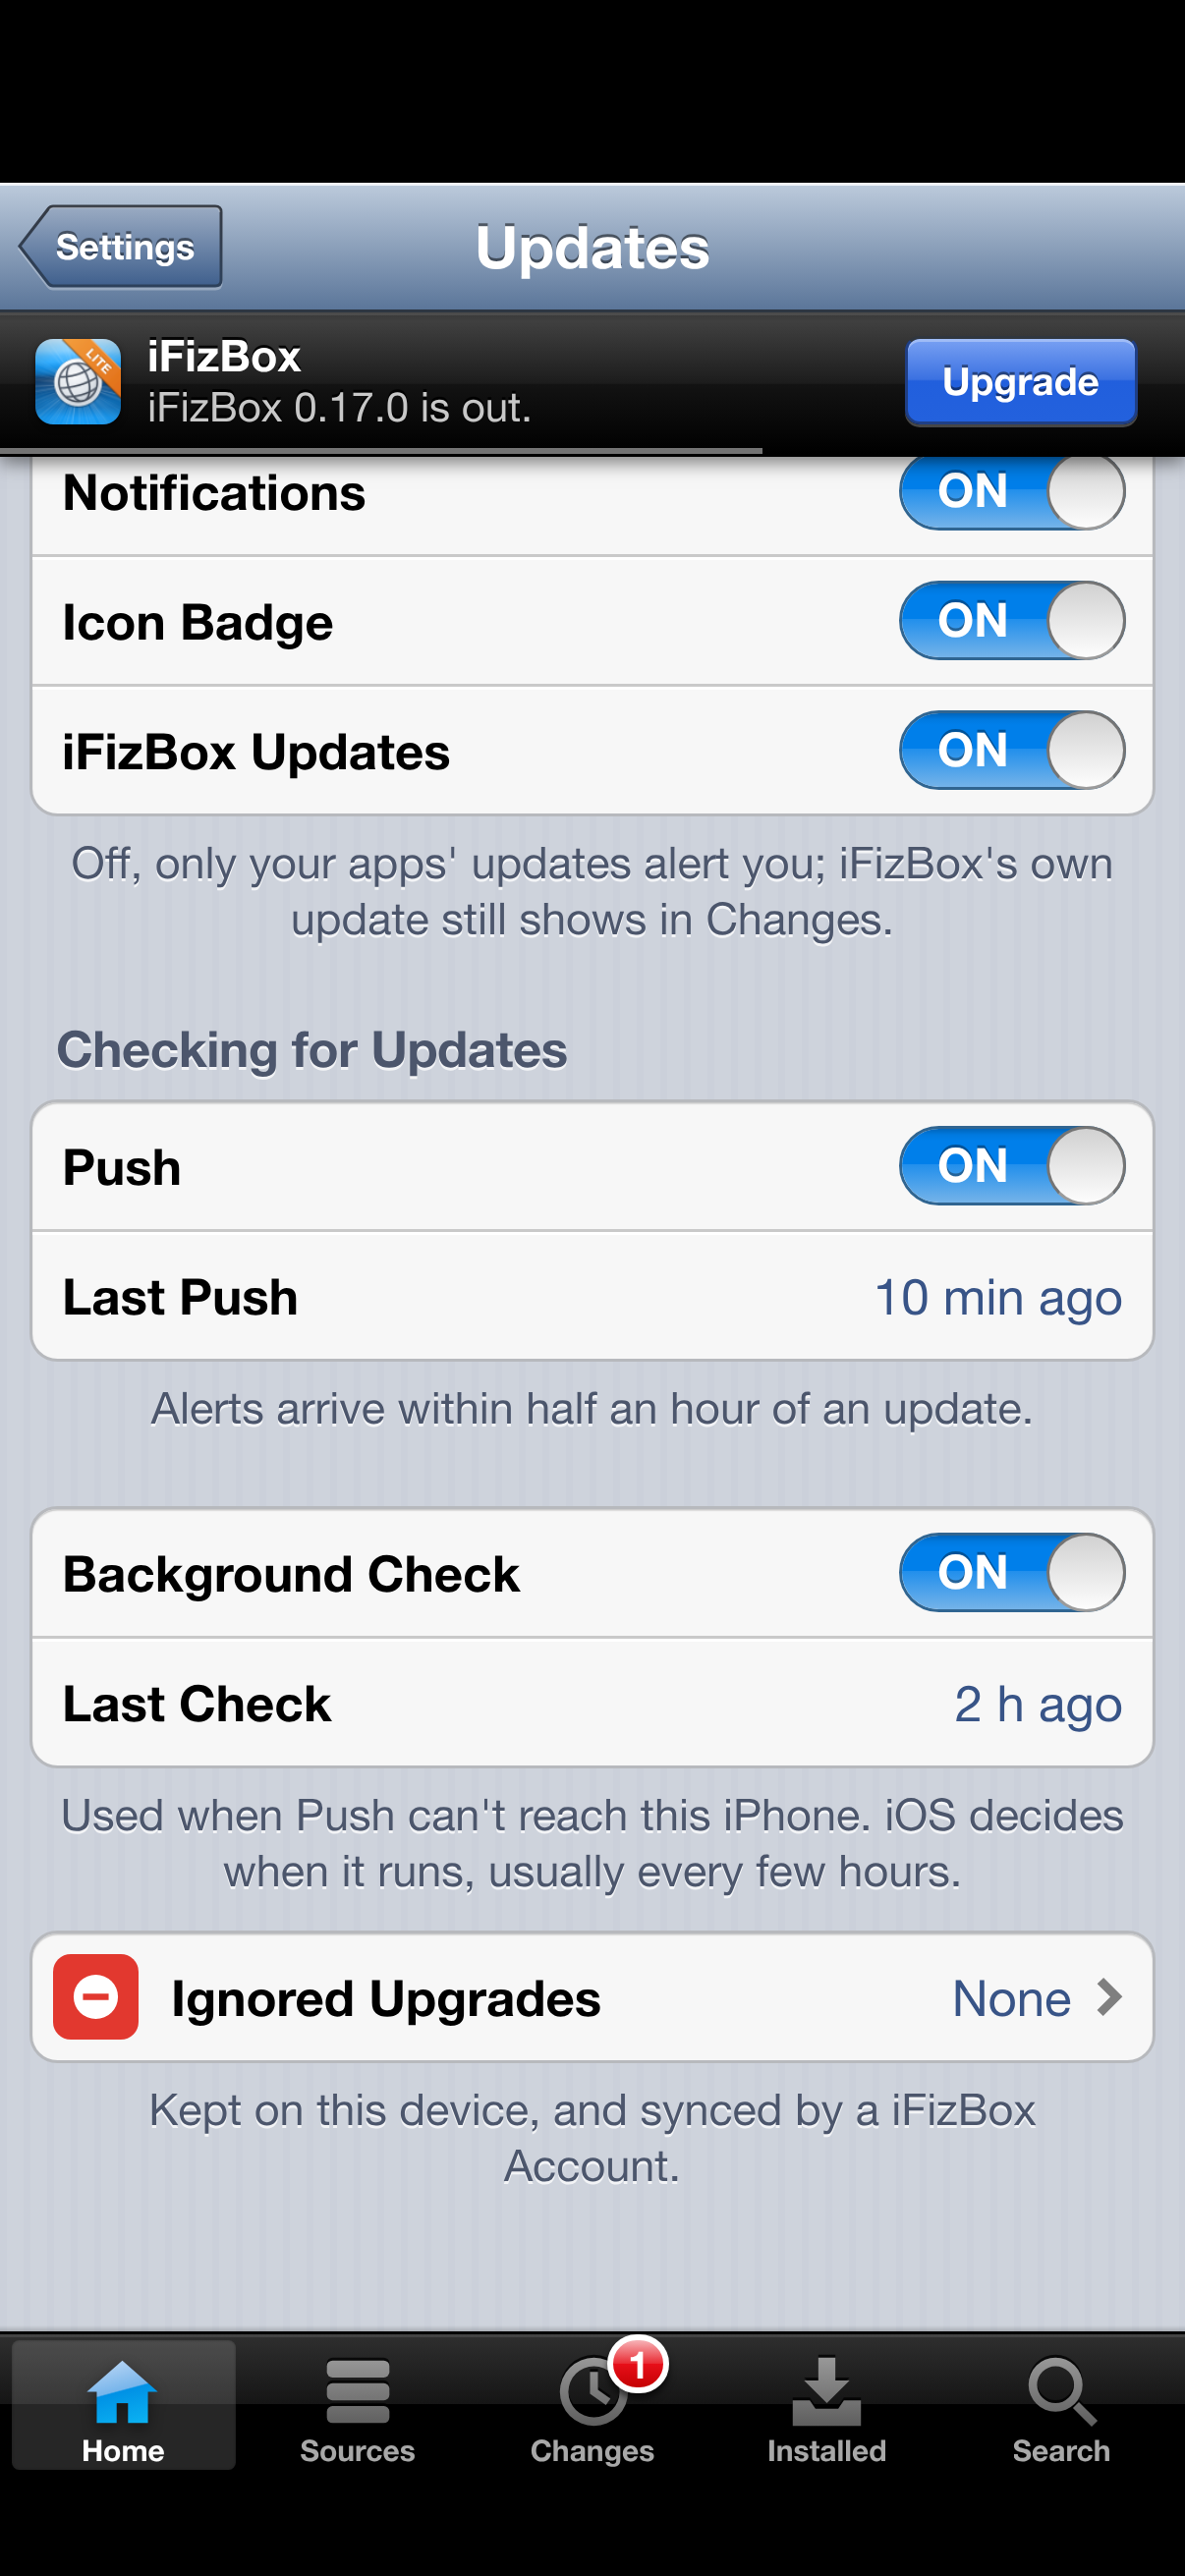 Settings
Updates
LITE
iFizBox
iFizBox 0.17.0 is out.
Upgrade
Notifications
ON
Icon Badge
ON
iFizBox Updates
ON
Off, only your apps' updates alert you; iFizBox's own
update still shows in Changes.
Checking for Updates
Push
ON
Last Push
10 min ago
Alerts arrive within half an hour of an update.
Background Check
ON
Last Check
2 h ago
Used when Push can't reach this iPhone. iOS decides
when it runs, usually every few hours.
Ignored Upgrades
None
Kept on this device, and synced by a iFizBox
Account.
1
Home
Sources
Changes
Installed
Search